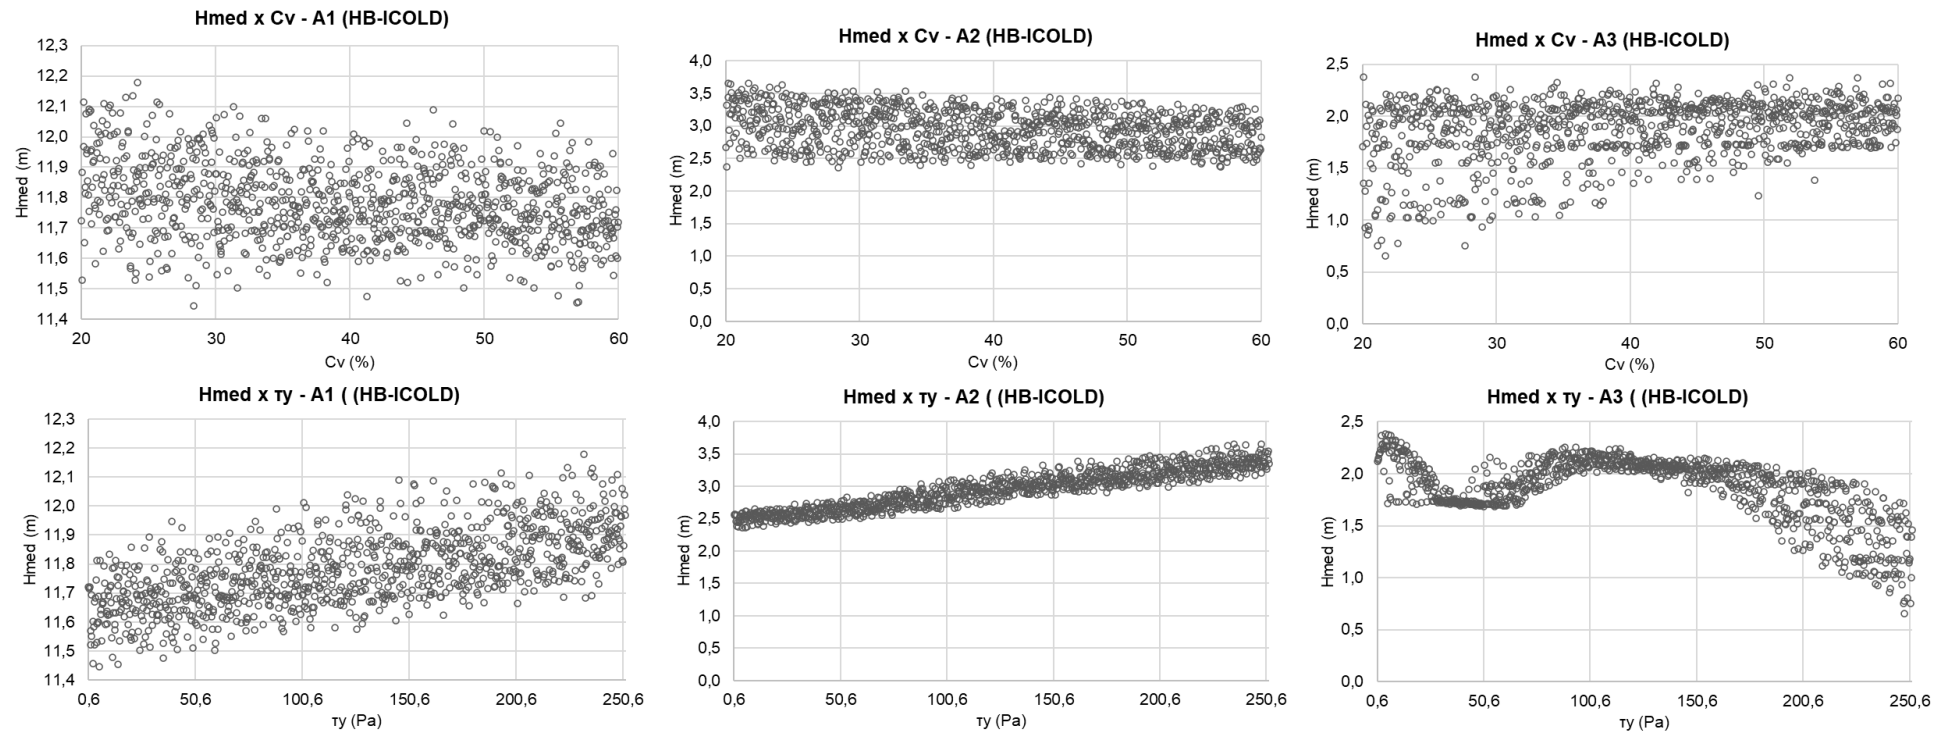 Hmed x Cv - A1 (HB-ICOLD)
12,3
12,2
12,1
12,0
11,9
11,8
11,7
11,6
11,5
11,4
Hmed (m)
20 30 40 50 60
Cv (%)
Hmed x Cv - A2 (HB-ICOLD)
4,0
3,5
3,0
2,5
2,0
1,5
1,0
0,5
0,0
Hmed (m)
20 30 40 50 60
Cv (%)
Hmed x Cv - A3 (HB-ICOLD)
2,5
2,0
1,5
1,0
0,5
0,0
Hmed (m)
20 30 40 50 60
Cv (%)
Hmed x τy - A1 ( (HB-ICOLD)
12,3
12,2
12,1
12,0
11,9
11,8
11,7
11,6
11,5
11,4
Hmed (m)
0,6 50,6 100,6 150,6 200,6 250,6
τy (Pa)
Hmed x τy - A2 ( (HB-ICOLD)
4,0
3,5
3,0
2,5
2,0
1,5
1,0
0,5
0,0
Hmed (m)
0,6 50,6 100,6 150,6 200,6 250,6
τy (Pa)
Hmed x τy - A3 ( (HB-ICOLD)
2,5
2,0
1,5
1,0
0,5
0,0
Hmed (m)
0,6 50,6 100,6 150,6 200,6 250,6
τy (Pa)